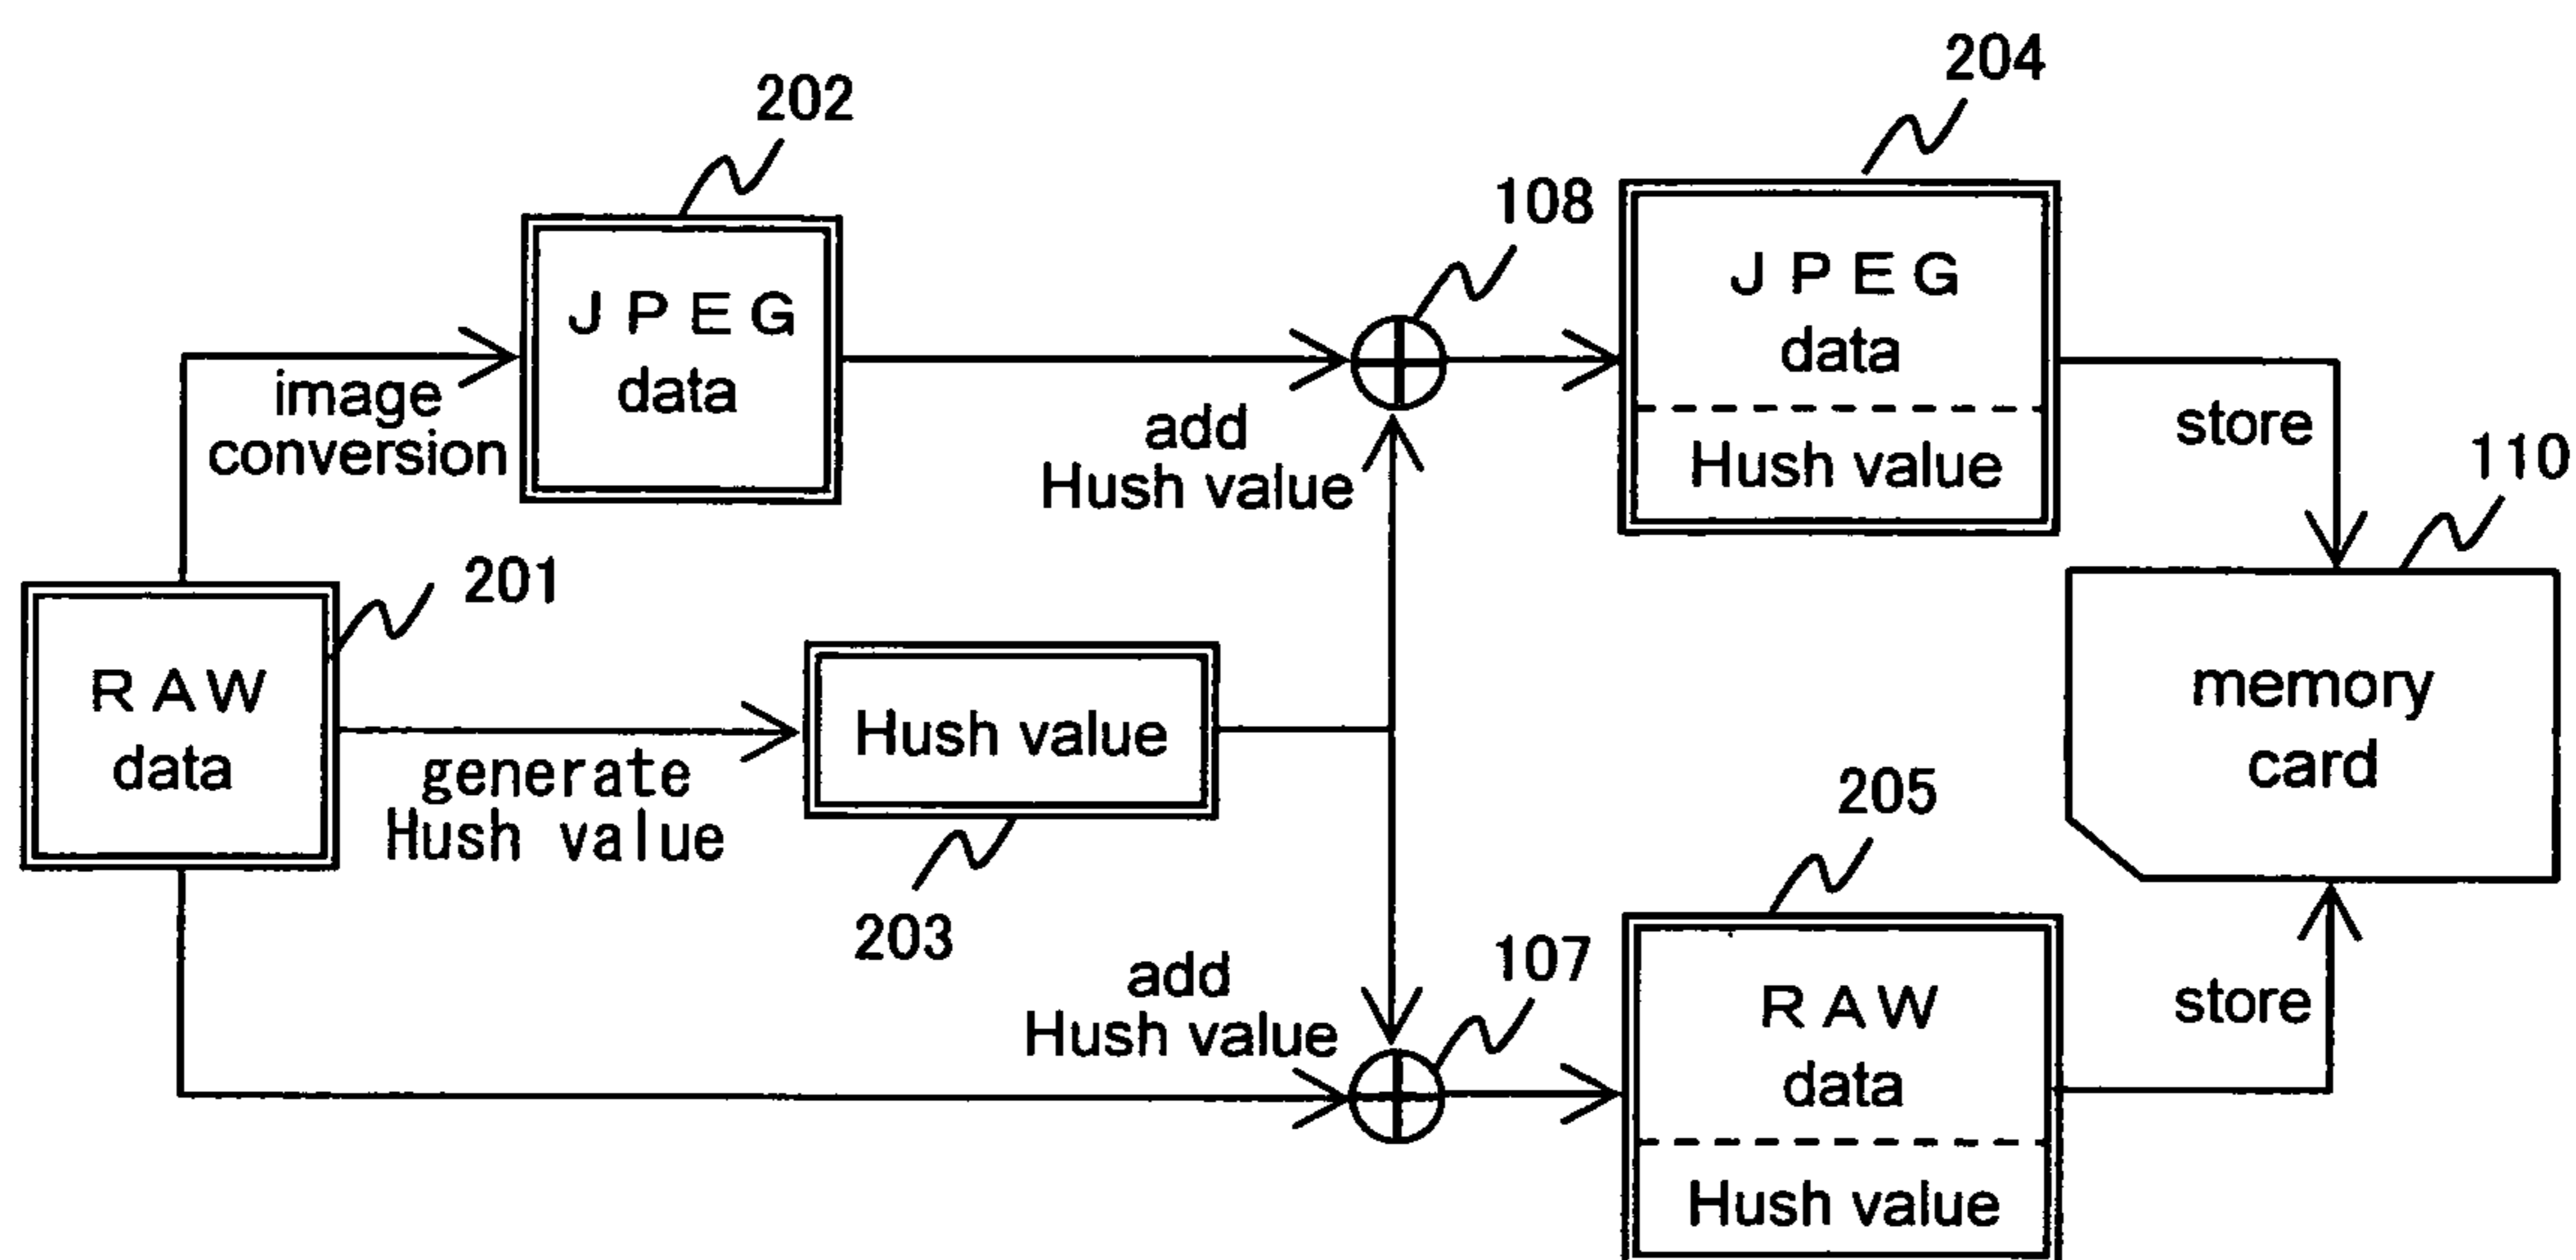 204
202
108
JPEG
data
JPEG
data
Hush value
image
conversion
add
Hush value
store
110
201
RAW
data
generate
Hush value
Hush value
203
memory
card
205
add
Hush value
107
RAW
data
Hush value
store